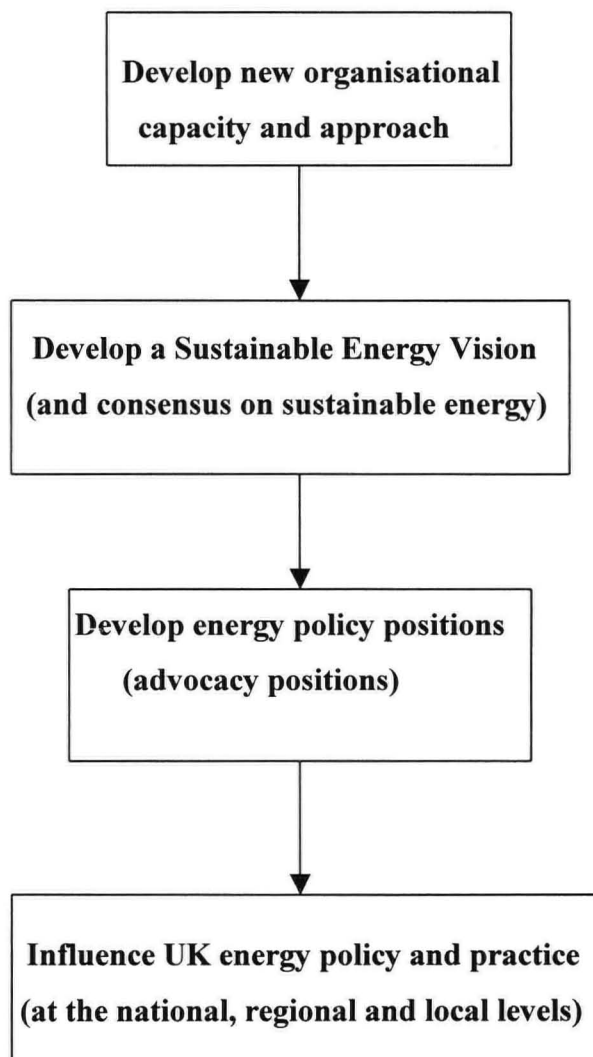 Develop new organisational
capacity and approach
Develop a Sustainable Energy Vision
(and consensus on sustainable energy)
Develop energy policy positions
(advocacy positions)
Influence UK energy policy and practice
(at the national, regional and local levels)